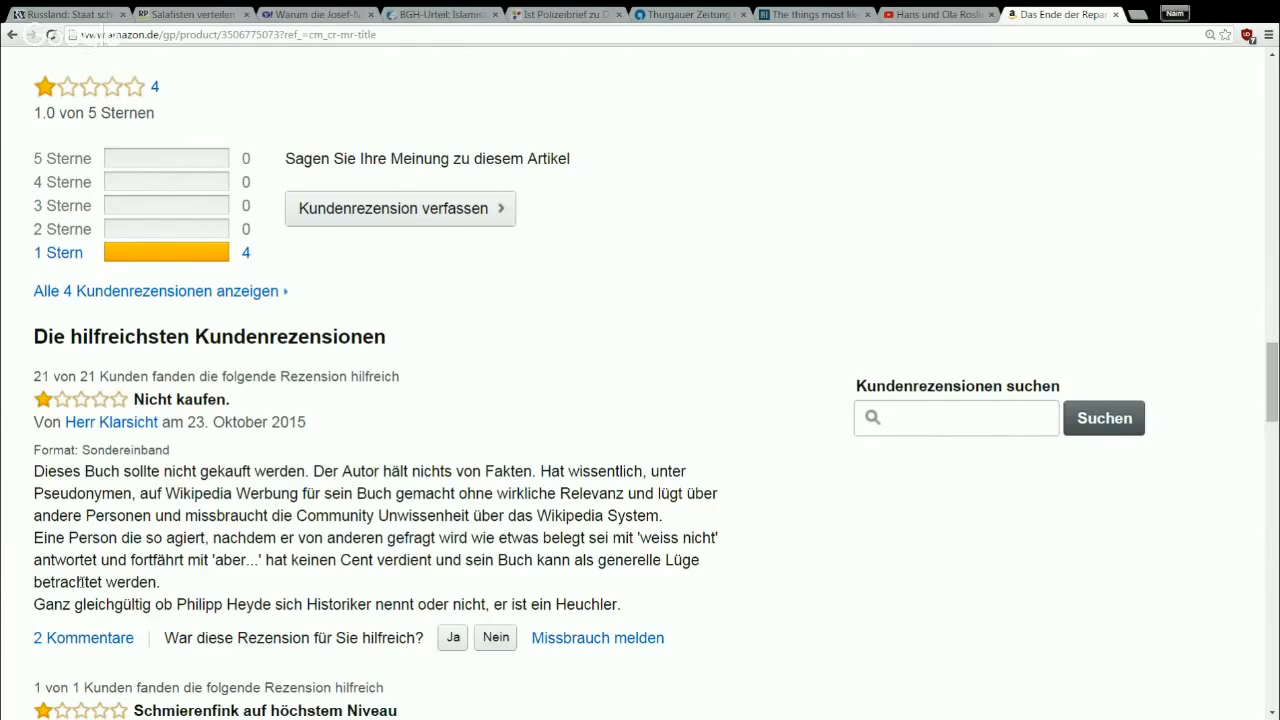 Russland: Staat sch
RP Salafisten verteilen
Warum die Josef-N
BGH-Urteil: Islamis
Ist Polizeibrief zu D
Thurgauer Zeitung
The things most lik
Hans und Ola Roslin
Das Ende der Repar
Naim
www.amazon.de/gp/product/3506775073?ref_=cm_cr-mr-title
4
1.0 von 5 Sternen
5 Sterne 0 Sagen Sie Ihre Meinung zu diesem Artikel
4 Sterne 0
3 Sterne 0 Kundenrezension verfassen
2 Sterne 0
1 Stern 4
Alle 4 Kundenrezensionen anzeigen
Die hilfreichsten Kundenrezensionen
21 von 21 Kunden fanden die folgende Rezension hilfreich
Nicht kaufen.
Von Herr Klarsicht am 23. Oktober 2015
Format: Sondereinband
Dieses Buch sollte nicht gekauft werden. Der Autor hält nichts von Fakten. Hat wissentlich, unter
Pseudonymen, auf Wikipedia Werbung für sein Buch gemacht ohne wirkliche Relevanz und lügt über
andere Personen und missbraucht die Community Unwissenheit über das Wikipedia System.
Eine Person die so agiert, nachdem er von anderen gefragt wird wie etwas belegt sei mit 'weiss nicht'
antwortet und fortfährt mit 'aber...' hat keinen Cent verdient und sein Buch kann als generelle Lüge
betrachtet werden.
Ganz gleichgültig ob Philipp Heyde sich Historiker nennt oder nicht, er ist ein Heuchler.
2 Kommentare War diese Rezension für Sie hilfreich? Ja Nein Missbrauch melden
1 von 1 Kunden fanden die folgende Rezension hilfreich
Schmierenfink auf höchstem Niveau
Kundenrezensionen suchen
Suchen